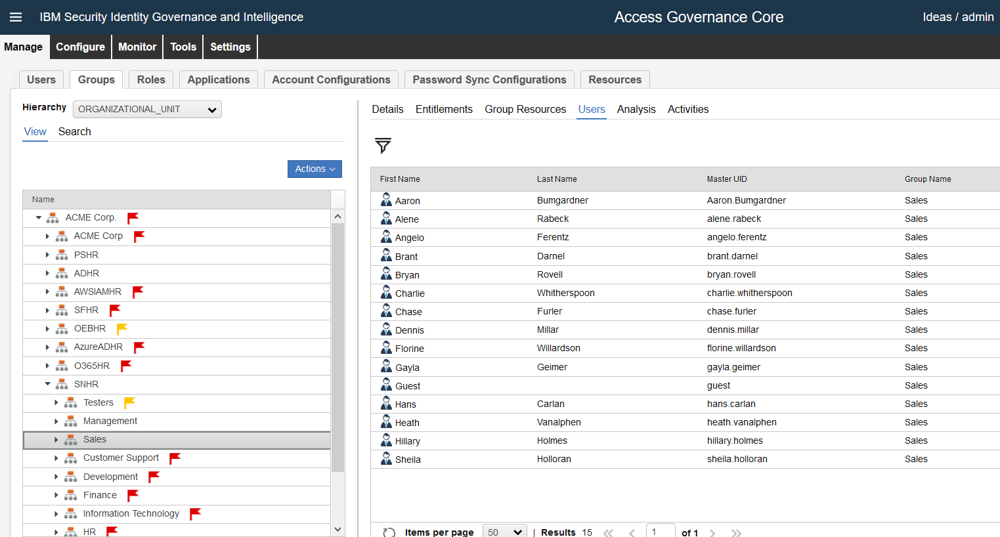 IBM Security Identity Governance and Intelligence Access Governance Core Ideas / admin
Manage Configure Monitor Tools Settings
Users Groups Roles Applications Account Configurations Password Sync Configurations Resources
Hierarchy ORGANIZATIONAL_UNIT
View Search
Actions
Name
ACME Corp.
ACME Corp
PSHR
ADHR
AWSIAMHR
SFHR
OEBHR
AzureADHR
O365HR
SNHR
Testers
Management
Sales
Customer Support
Development
Finance
Information Technology
HR
Details Entitlements Group Resources Users Analysis Activities
First Name Last Name Master UID Group Name
Aaron Bumgardner Aaron.Bumgardner Sales
Alene Rabeck alene.rabeck Sales
Angelo Ferentz angelo.ferentz Sales
Brant Darnel brant.darnel Sales
Bryan Rovell bryan.rovell Sales
Charlie Whitherspoon charlie.whitherspoon Sales
Chase Furler chase.furler Sales
Dennis Millar dennis.millar Sales
Florine Willardson florine.willardson Sales
Gayla Geimer gayla.geimer Sales
Guest guest Sales
Hans Carlan hans.carlan Sales
Heath Vanalphen heath.vanalphen Sales
Hillary Holmes hillary.holmes Sales
Sheila Holloran sheila.holloran Sales
Items per page 50 | Results 15 1 of 1